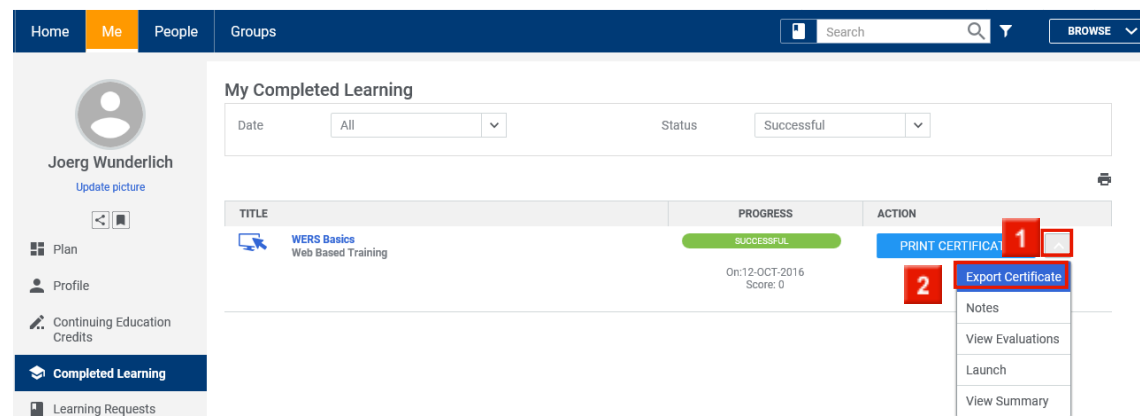 Home Me People Groups Search BROWSE
My Completed Learning
Date All Status Successful
Joerg Wunderlich
Update picture
TITLE PROGRESS ACTION
WERS Basics SUCCESSFUL PRINT CERTIFICAT 1
Web Based Training
On:12-OCT-2016
Score: 0
2 Export Certificate
Notes
View Evaluations
Launch
View Summary
Plan
Profile
Continuing Education
Credits
Completed Learning
Learning Requests